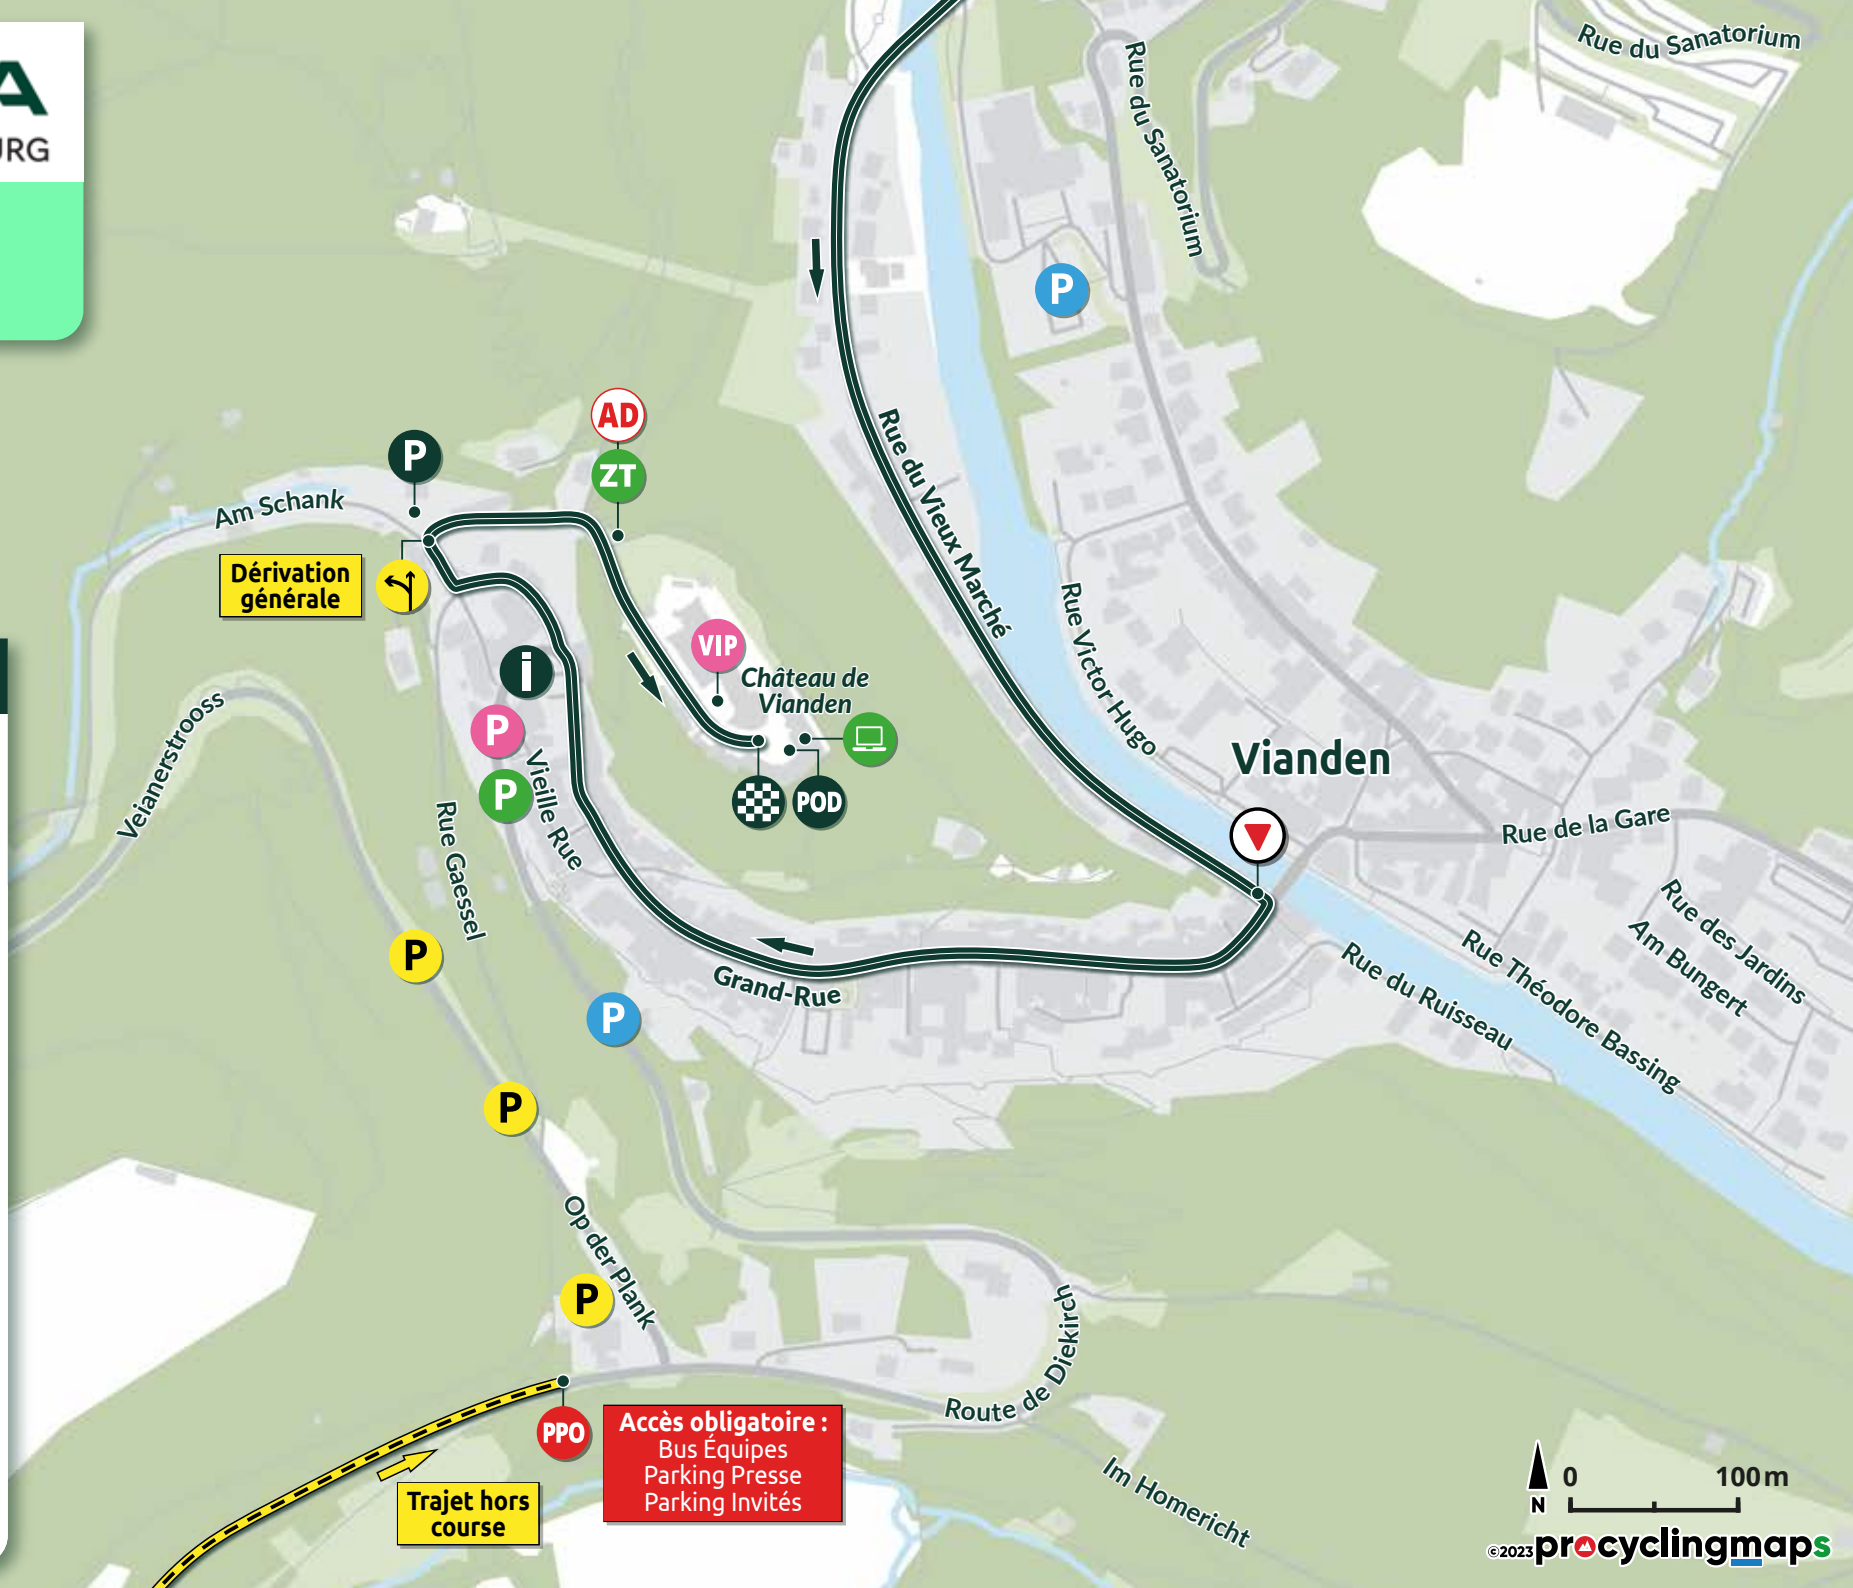 A
URG
Rue du Sanatorium
Rue du Sanatorium
P
AD
ZT
P
Am Schank
Dérivation
générale
Rue du Vieux Marché
Rue Victor Hugo
VIP
Château de
Vianden
i
P
P
Vieille Rue
POD
Veianerstrooss
Rue Gaessel
Vianden
Rue de la Gare
Rue des Jardins
Am Bungert
Rue Théodore Bassing
Rue du Ruisseau
Grand-Rue
P
P
P
Op der Plank
P
Route de Diekirch
PPO
Accès obligatoire :
Bus Équipes
Parking Presse
Parking Invités
Trajet hors
course
Im Homericht
N
0 100 m
©2023 procyclingmaps